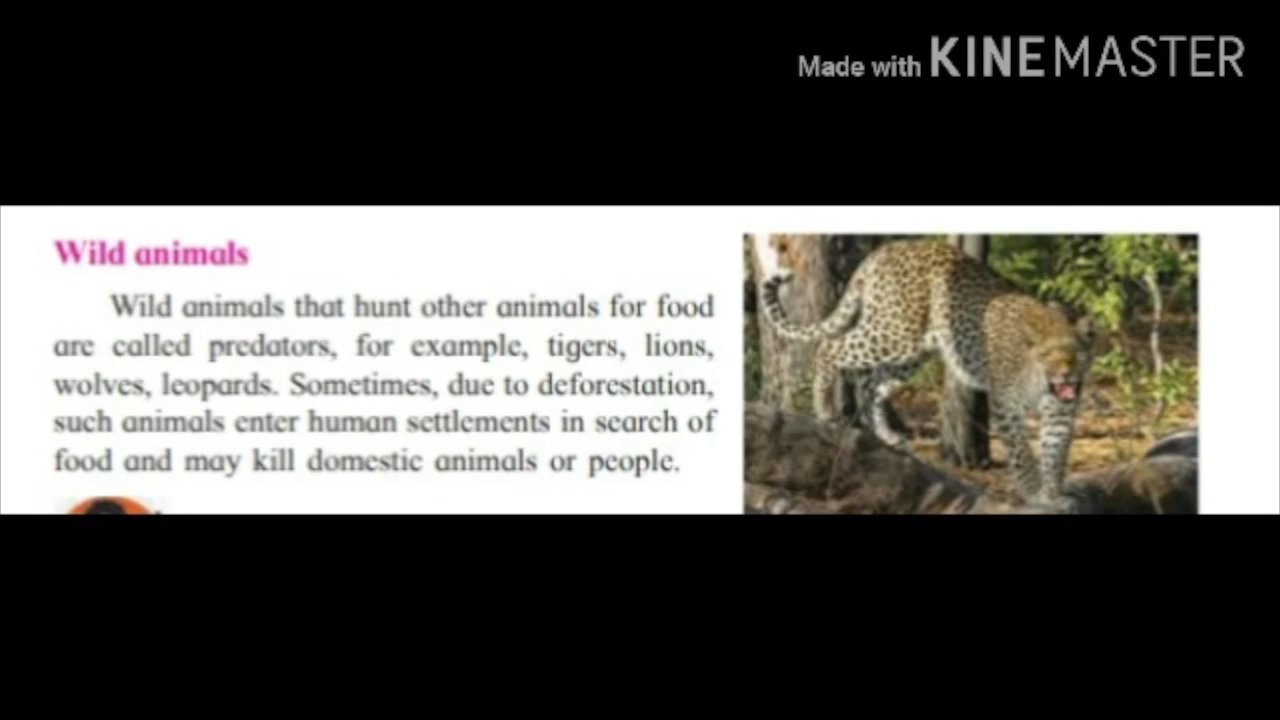 Made with KINEMASTER
Wild animals
Wild animals that hunt other animals for food
are called predators, for example, tigers, lions,
wolves, leopards. Sometimes, due to deforestation,
such animals enter human settlements in search of
food and may kill domestic animals or people.